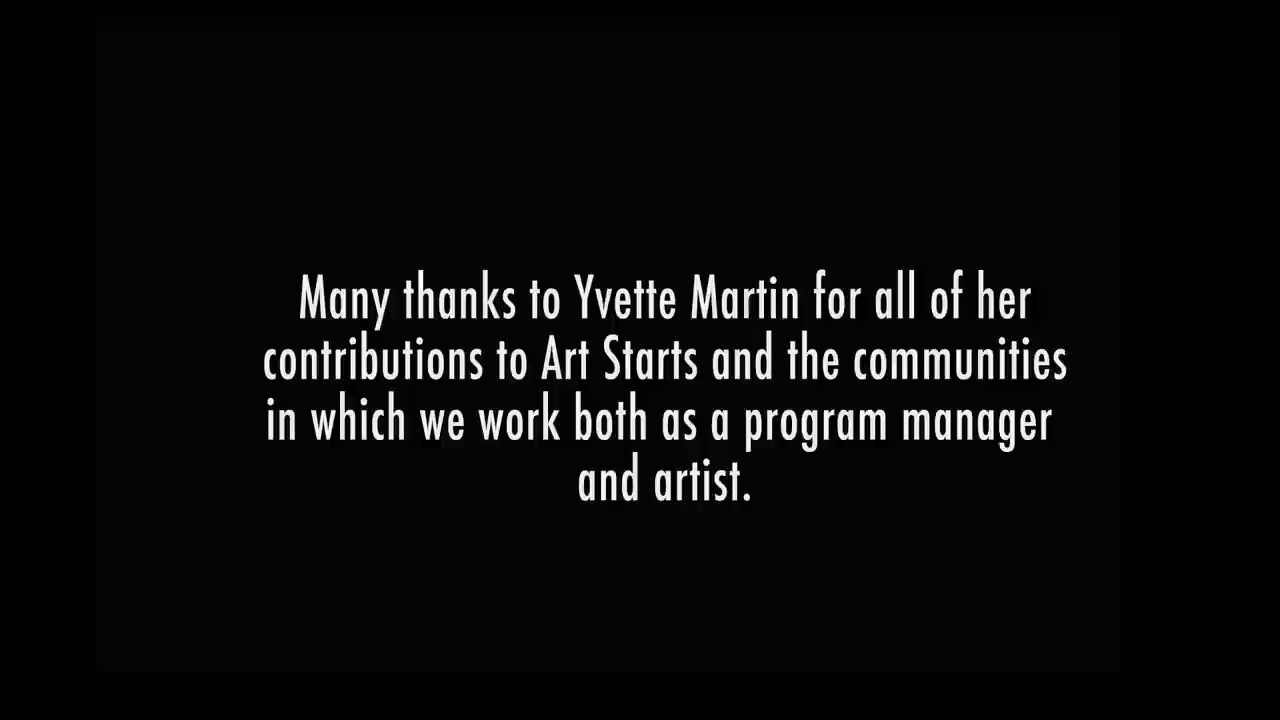 Many thanks to Yvette Martin for all of her
contributions to Art Starts and the communities
in which we work both as a program manager
and artist.